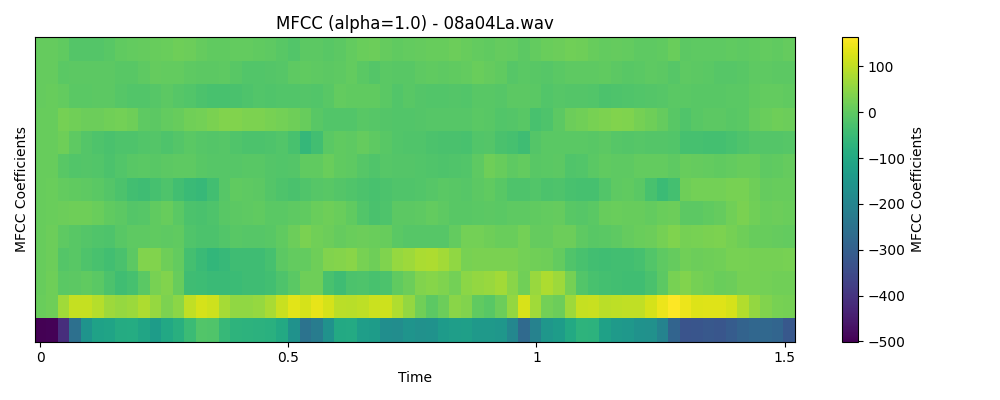 MFCC (alpha=1.0) - 08a04La.wav
MFCC Coefficients
0
0.5
1
1.5
Time
100
0
−100
−200
−300
−400
−500
MFCC Coefficients